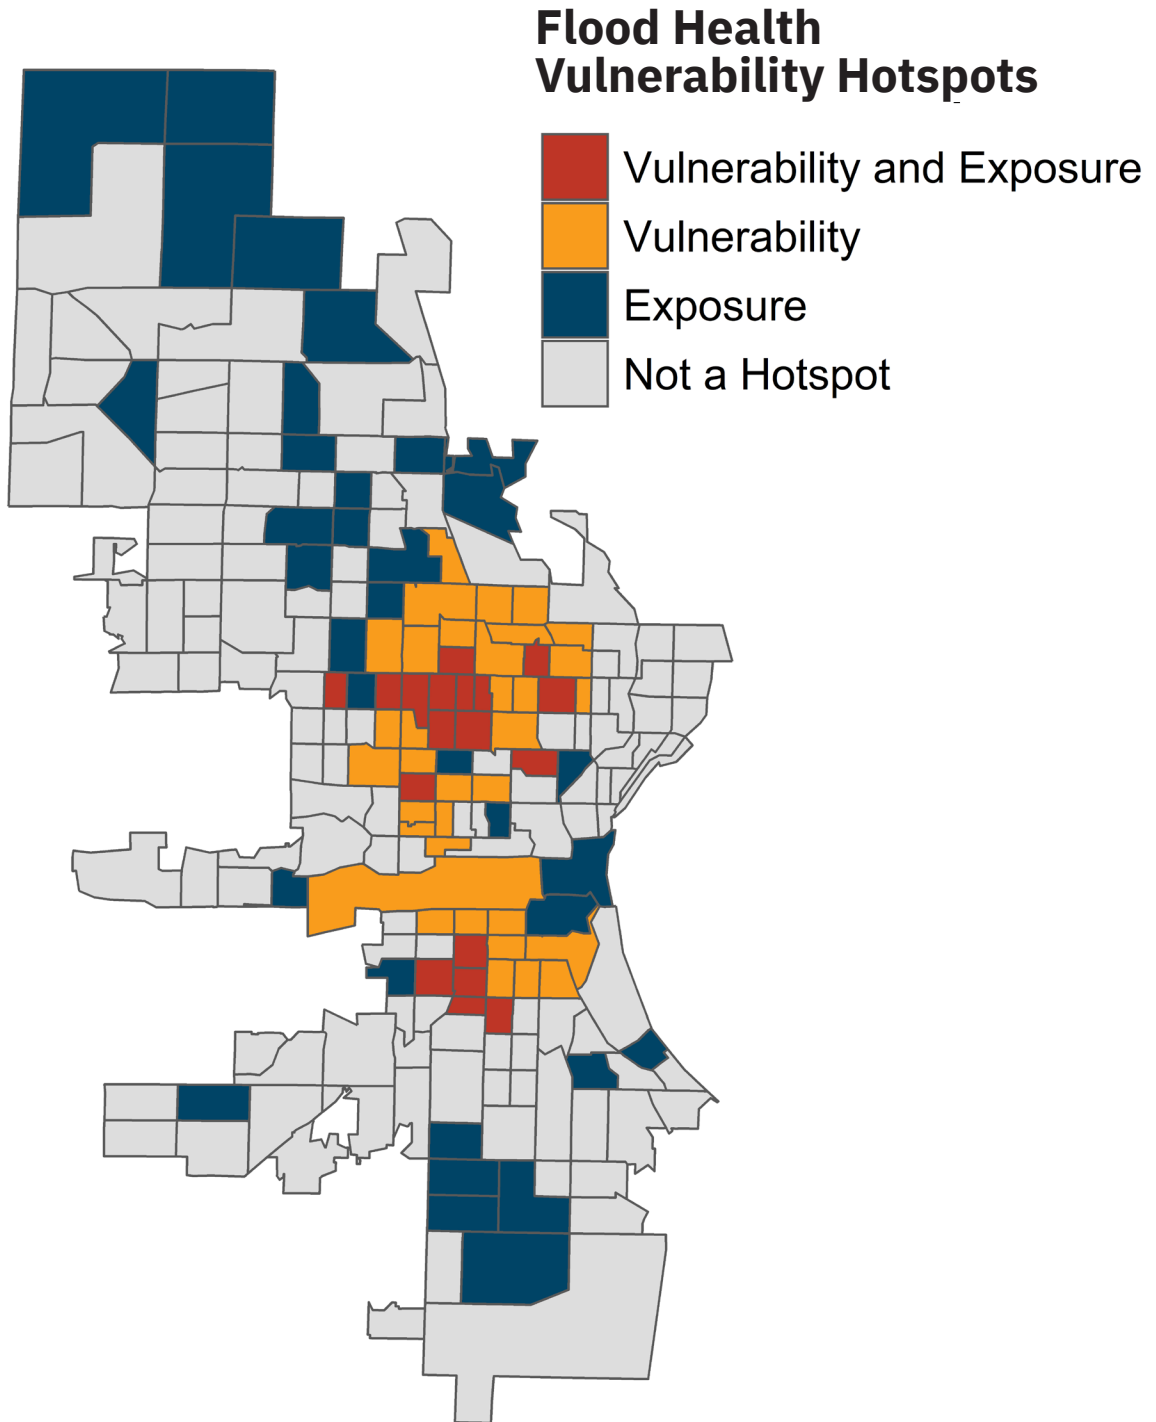 Flood Health
Vulnerability Hotspots
Vulnerability and Exposure
Vulnerability
Exposure
Not a Hotspot